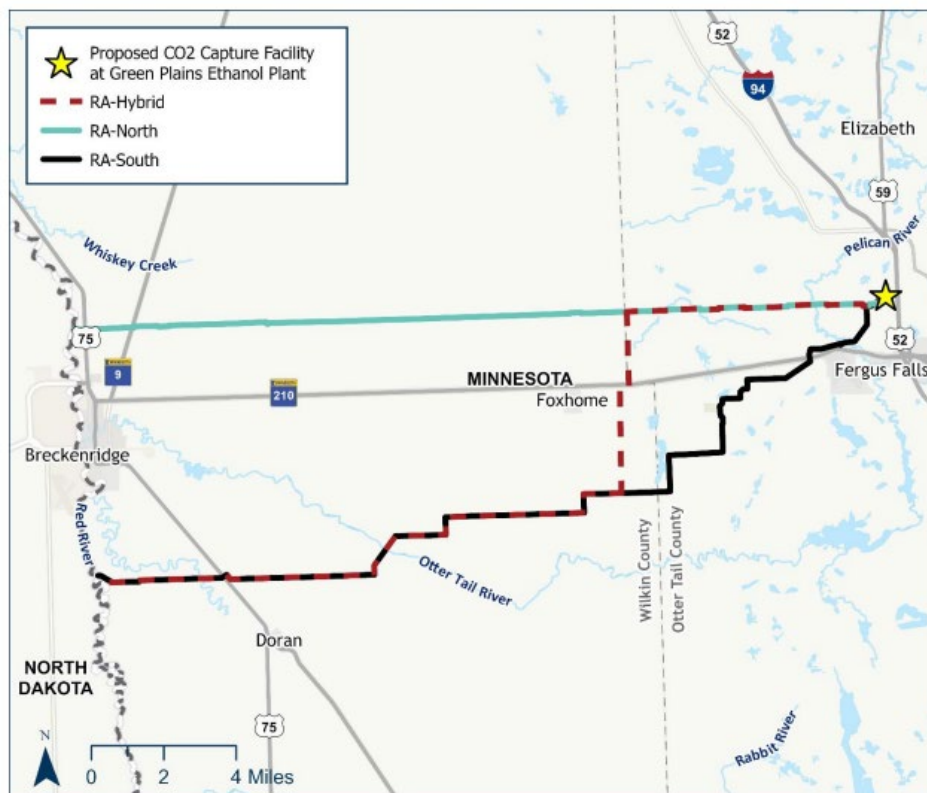 Proposed CO2 Capture Facility
at Green Plains Ethanol Plant
RA-Hybrid
RA-North
RA-South
52
94
Elizabeth
59
Pelican River
Whiskey Creek
75
52
9
MINNESOTA
Fergus Falls
210
Foxhome
Breckenridge
Red River
Otter Tail River
Wilkin County
Otter Tail County
Doran
NORTH
DAKOTA
75
Rabbit River
N
0 2 4 Miles